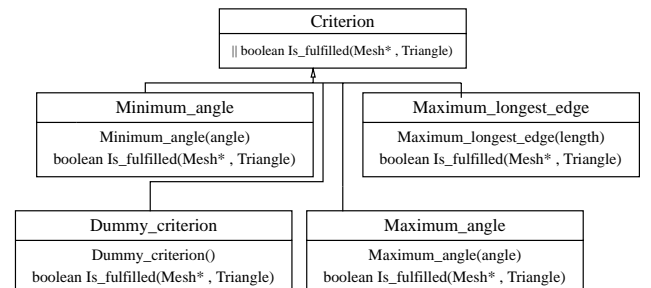 Criterion
|| boolean Is_fulfilled(Mesh* , Triangle)
Minimum_angle
Minimum_angle(angle)
boolean Is_fulfilled(Mesh* , Triangle)
Maximum_longest_edge
Maximum_longest_edge(length)
boolean Is_fulfilled(Mesh* , Triangle)
Dummy_criterion
Dummy_criterion()
boolean Is_fulfilled(Mesh* , Triangle)
Maximum_angle
Maximum_angle(angle)
boolean Is_fulfilled(Mesh* , Triangle)